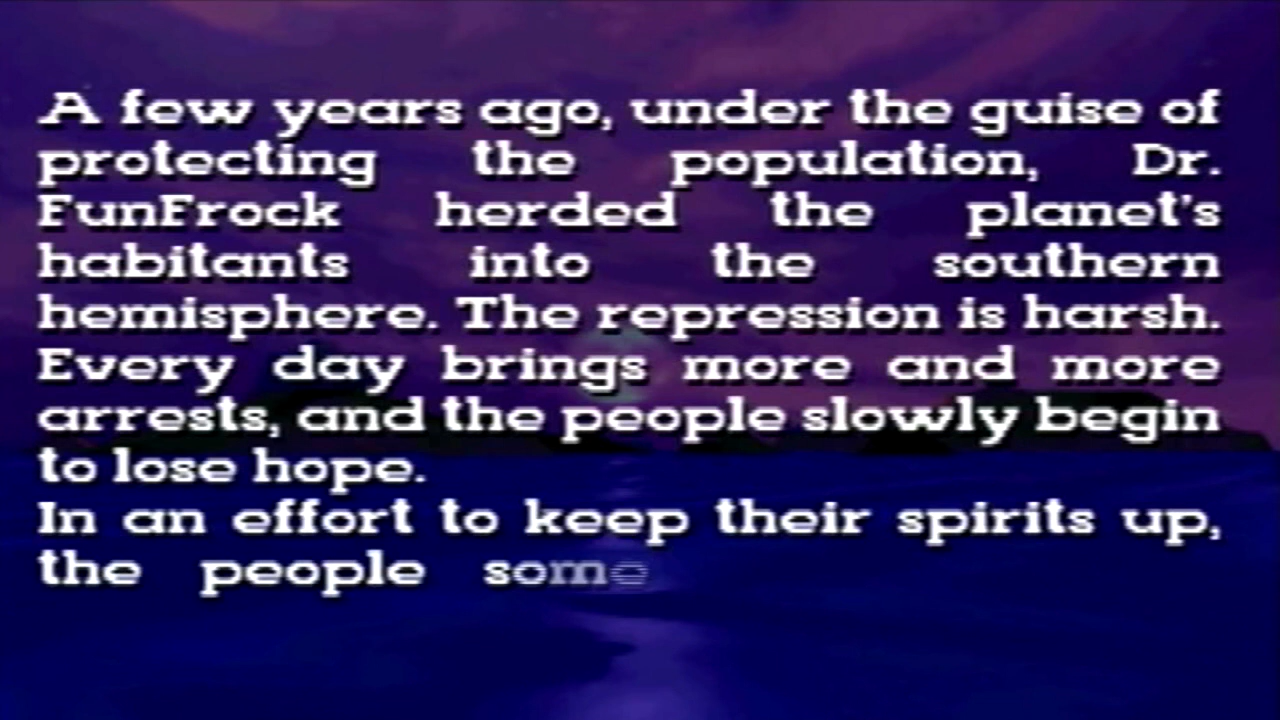 A few years ago, under the guise of
protecting the population, Dr.
FunFrock herded the planet's
habitants into the southern
hemisphere. The repression is harsh.
Every day brings more and more
arrests, and the people slowly begin
to lose hope.
In an effort to keep their spirits up,
the people some